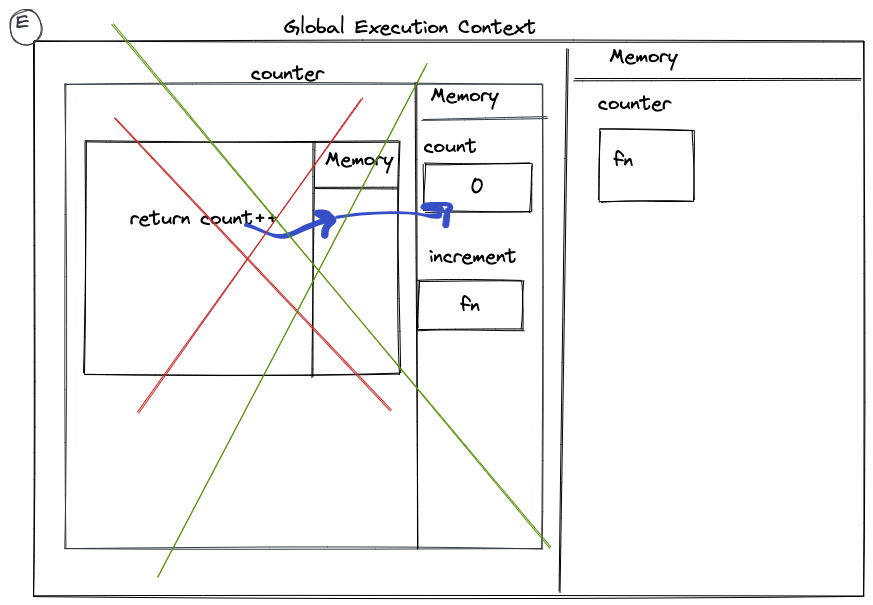 E
Global Execution Context
counter
Memory
count
0
increment
fn
Memory
return count++
Memory
counter
fn